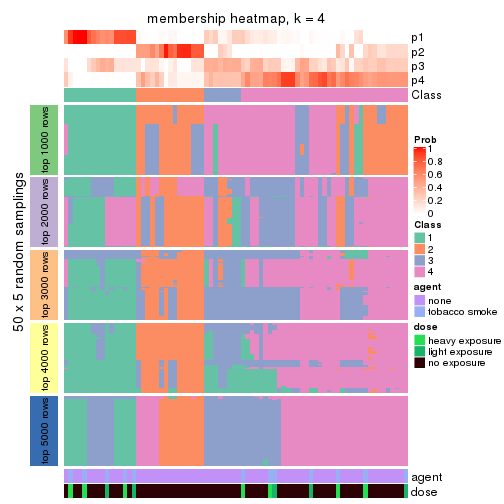 membership heatmap, k = 4
p1
p2
p3
p4
Class
50 x 5 random samplings
top 1000 rows
top 2000 rows
top 3000 rows
top 4000 rows
top 5000 rows
agent
dose
Prob
1
0.8
0.6
0.4
0.2
0
Class
1
2
3
4
agent
none
tobacco smoke
dose
heavy exposure
light exposure
no exposure